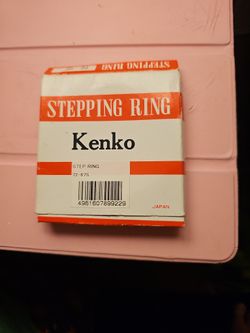 STEPPING RING
STEPPING RING
Kenko
STEP RING
4961607899229
JAPAN